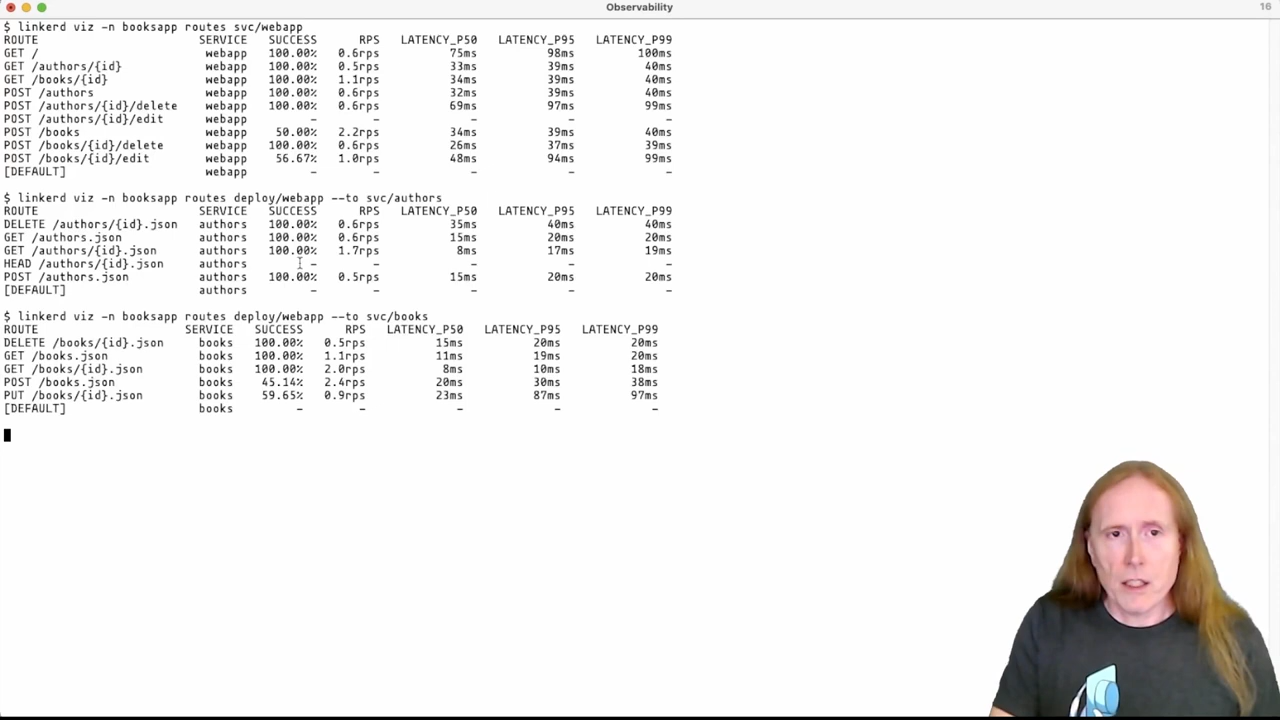 Observability
16
$ linkerd viz -n booksapp routes svc/webapp
ROUTE SERVICE SUCCESS RPS LATENCY_P50 LATENCY_P95 LATENCY_P99
GET / webapp 100.00% 0.6rps 75ms 98ms 100ms
GET /authors/{id} webapp 100.00% 0.5rps 33ms 39ms 40ms
GET /books/{id} webapp 100.00% 1.1rps 34ms 39ms 40ms
POST /authors webapp 100.00% 0.6rps 32ms 39ms 40ms
POST /authors/{id}/delete webapp 100.00% 0.6rps 69ms 97ms 99ms
POST /authors/{id}/edit webapp - - - - -
POST /books webapp 50.00% 2.2rps 34ms 39ms 40ms
POST /books/{id}/delete webapp 100.00% 0.6rps 26ms 37ms 39ms
POST /books/{id}/edit webapp 56.67% 1.0rps 48ms 94ms 99ms
[DEFAULT] webapp - - - - -
$ linkerd viz -n booksapp routes deploy/webapp --to svc/authors
ROUTE SERVICE SUCCESS RPS LATENCY_P50 LATENCY_P95 LATENCY_P99
DELETE /authors/{id}.json authors 100.00% 0.6rps 35ms 40ms 40ms
GET /authors.json authors 100.00% 0.6rps 15ms 20ms 20ms
GET /authors/{id}.json authors 100.00% 1.7rps 8ms 17ms 19ms
HEAD /authors/{id}.json authors - - - - -
POST /authors.json authors 100.00% 0.5rps 15ms 20ms 20ms
[DEFAULT] authors - - - - -
$ linkerd viz -n booksapp routes deploy/webapp --to svc/books
ROUTE SERVICE SUCCESS RPS LATENCY_P50 LATENCY_P95 LATENCY_P99
DELETE /books/{id}.json books 100.00% 0.5rps 15ms 20ms 20ms
GET /books.json books 100.00% 1.1rps 11ms 19ms 20ms
GET /books/{id}.json books 100.00% 2.0rps 8ms 10ms 18ms
POST /books.json books 45.14% 2.4rps 20ms 30ms 38ms
PUT /books/{id}.json books 59.65% 0.9rps 23ms 87ms 97ms
[DEFAULT] books - - - - -